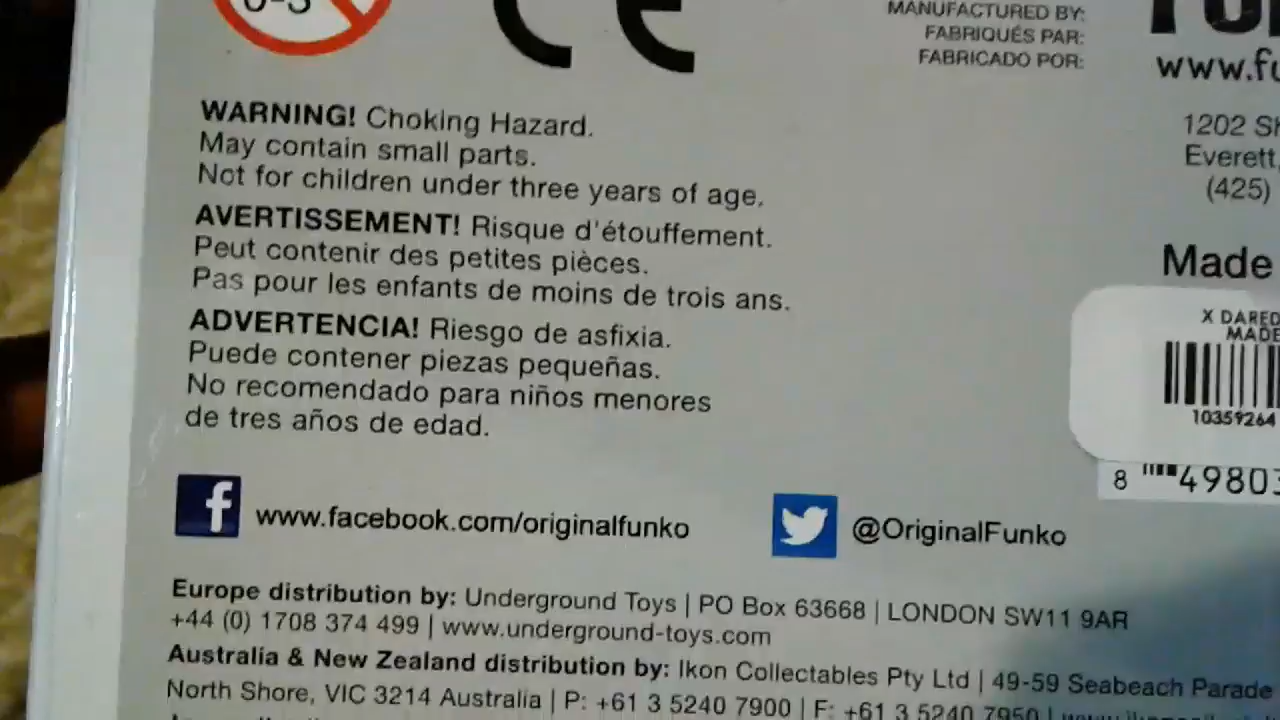 0-3
CE
MANUFACTURED BY:
FABRIQUÉS PAR:
FABRICADO POR:
www.fu
1202 Sh
Everett,
(425)
WARNING! Choking Hazard.
May contain small parts.
Not for children under three years of age.
AVERTISSEMENT! Risque d'étouffement.
Peut contenir des petites pièces.
Pas pour les enfants de moins de trois ans.
ADVERTENCIA! Riesgo de asfixia.
Puede contener piezas pequeñas.
No recomendado para niños menores
de tres años de edad.
Made
X DARED
MADE
10359264
8 49803
f www.facebook.com/originalfunko
@OriginalFunko
Europe distribution by: Underground Toys | PO Box 63668 | LONDON SW11 9AR
+44 (0) 1708 374 499 | www.underground-toys.com
Australia & New Zealand distribution by: Ikon Collectables Pty Ltd | 49-59 Seabeach Parade
North Shore, VIC 3214 Australia | P: +61 3 5240 7900 | F: +61 3 5240 7950 |